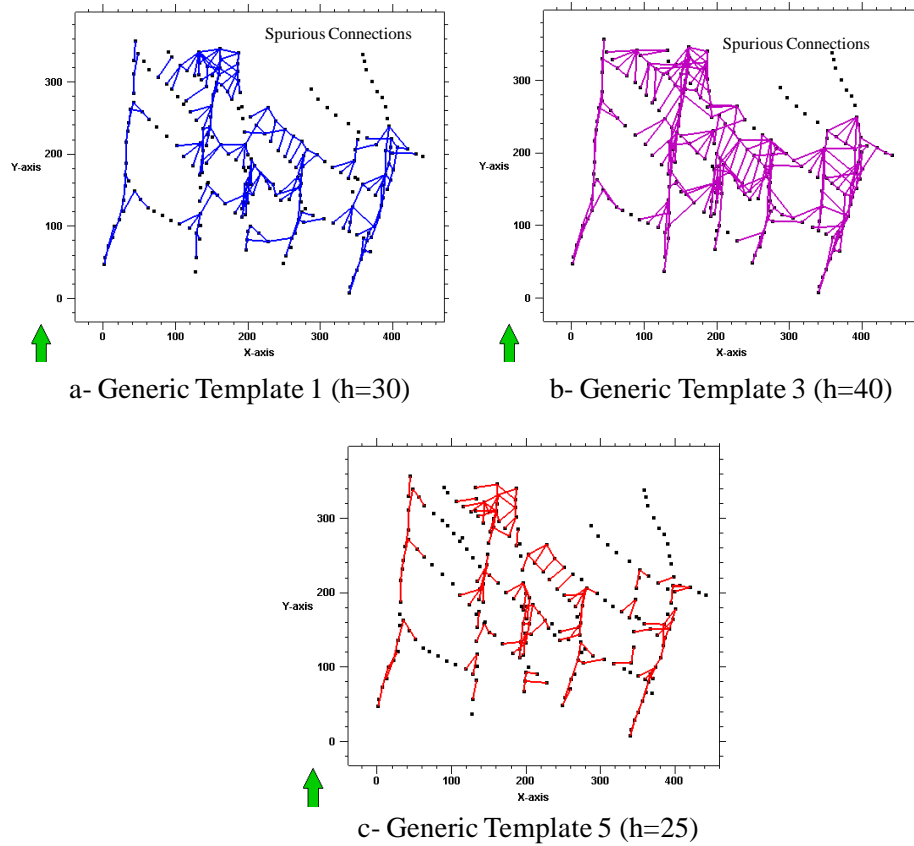 Spurious Connections
300
Y-axis
200
100
0
0 100 200 300 400
X-axis
a- Generic Template 1 (h=30)
Spurious Connections
300
Y-axis
200
100
0
0 100 200 300 400
X-axis
b- Generic Template 3 (h=40)
300
200
Y-axis
100
0
0 100 200 300 400
X-axis
c- Generic Template 5 (h=25)